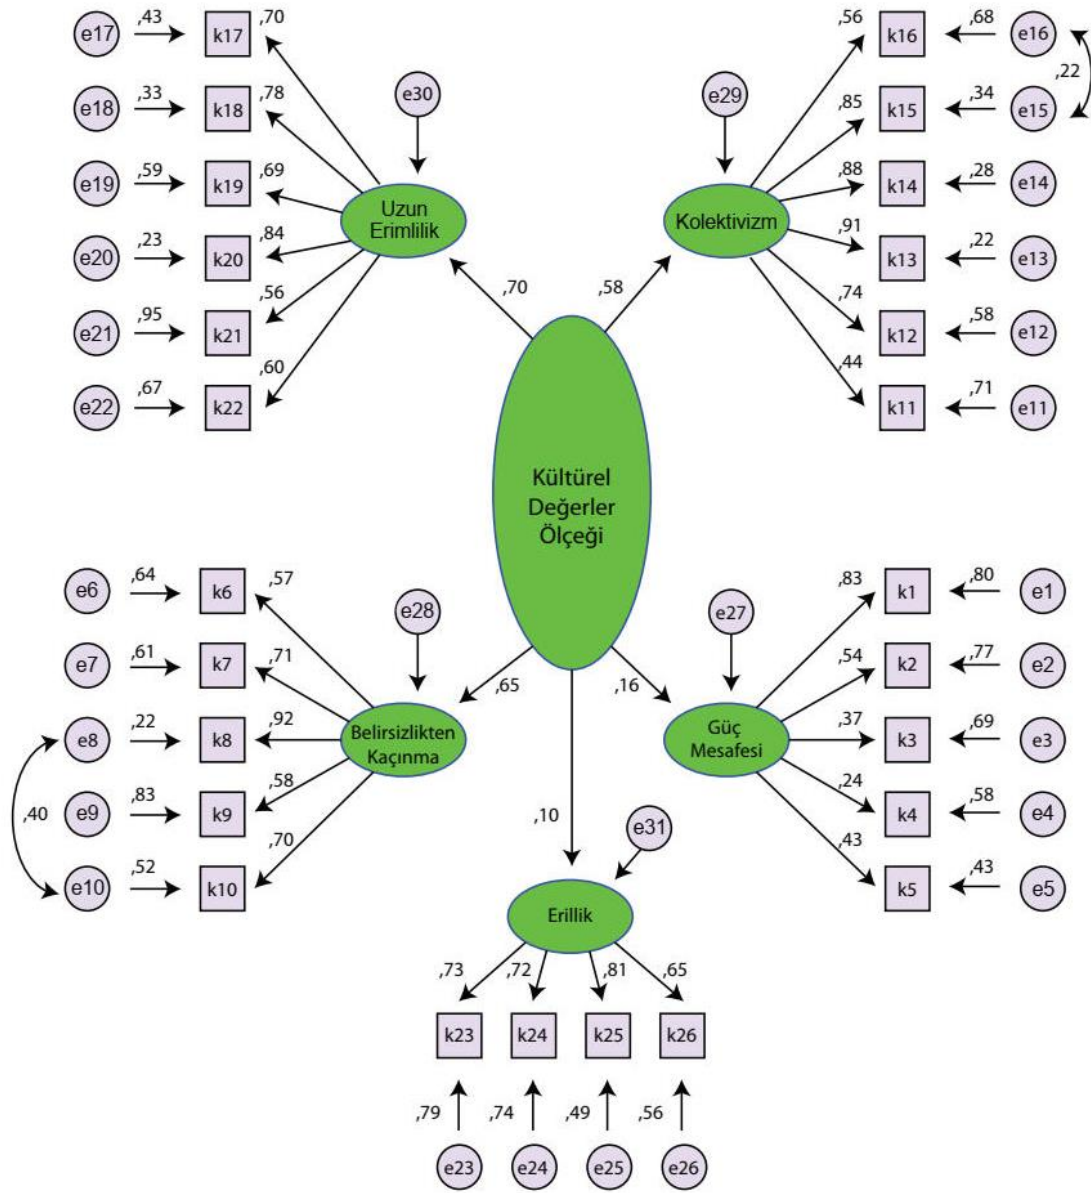 e17 ,43 k17 ,70
e18 ,33 k18 ,78
e19 ,59 k19 ,69
e20 ,23 k20 ,84
e21 ,95 k21 ,56
e22 ,67 k22 ,60
e30
Uzun
Erimlilik
,70
e29
Kolektivizm
,58
,56 k16 ,68 e16
,85 k15 ,34 e15
,22
,88 k14 ,28 e14
,91 k13 ,22 e13
,74 k12 ,58 e12
,44 k11 ,71 e11
Kültürel
Değerler
Ölçeği
e6 ,64 k6 ,57
e7 ,61 k7 ,71
e8 ,22 k8 ,92
e9 ,83 k9 ,58
e10 ,52 k10 ,70
,40
e28
Belirsizlikten
Kaçınma
,65
e27
Güç
Mesafesi
,16
,83 k1 ,80 e1
,54 k2 ,77 e2
,37 k3 ,69 e3
,24 k4 ,58 e4
,43 k5 ,43 e5
,10
e31
Erillik
,73 ,72 ,81 ,65
k23 k24 k25 k26
,79 ,74 ,49 ,56
e23 e24 e25 e26